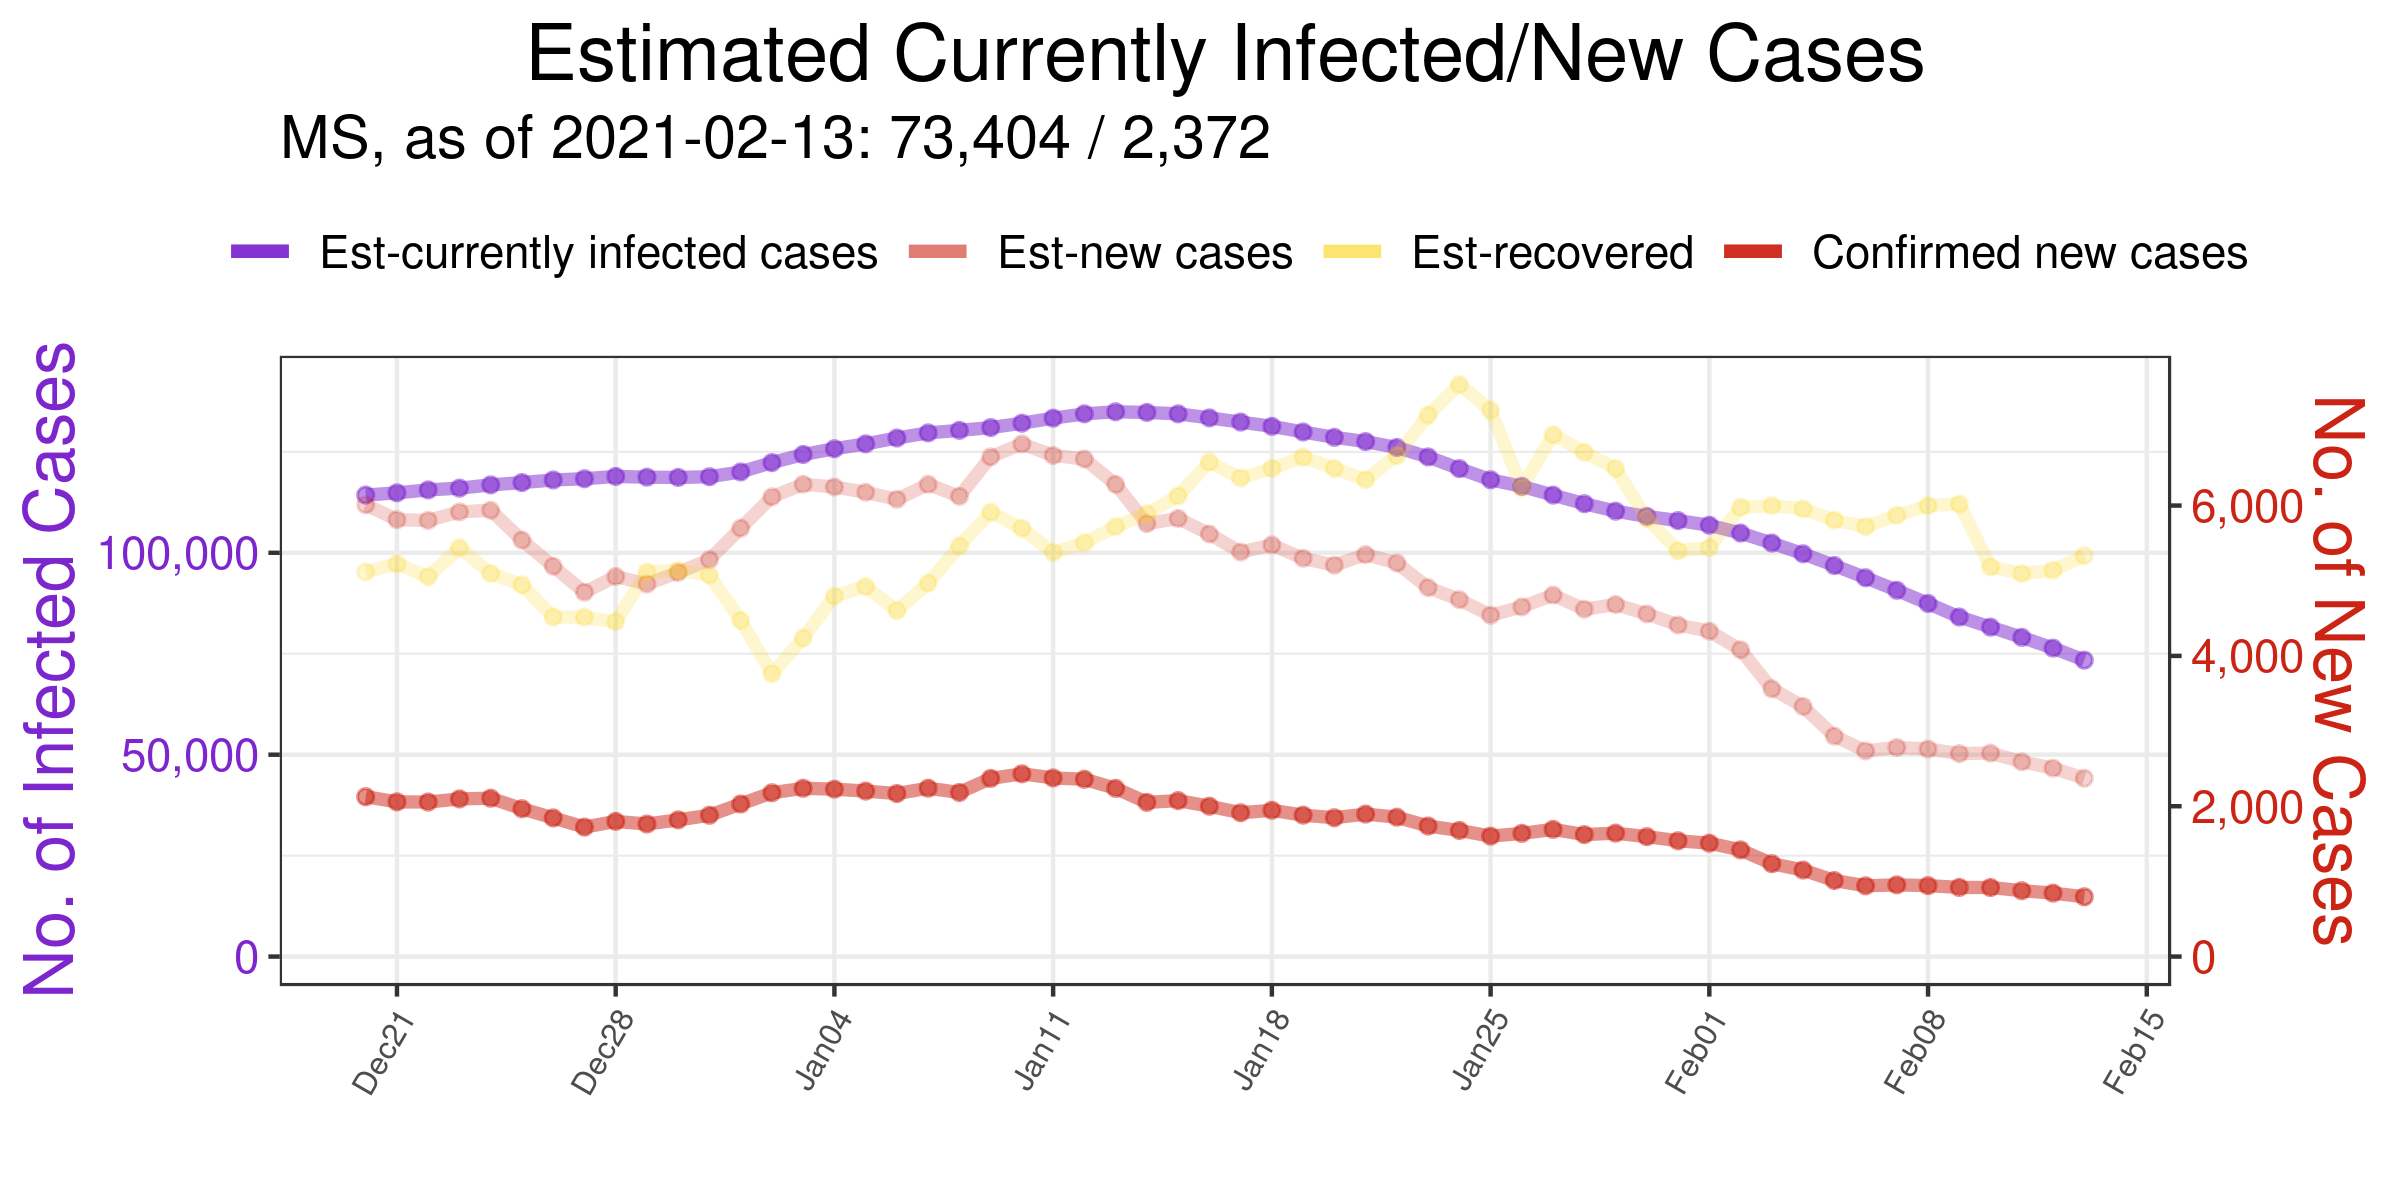 Estimated Currently Infected/New Cases
MS, as of 2021-02-13: 73,404 / 2,372
Est-currently infected cases
Est-new cases
Est-recovered
Confirmed new cases
No. of Infected Cases
100,000
50,000
0
No. of New Cases
6,000
4,000
2,000
0
Dec21
Dec28
Jan04
Jan11
Jan18
Jan25
Feb01
Feb08
Feb15